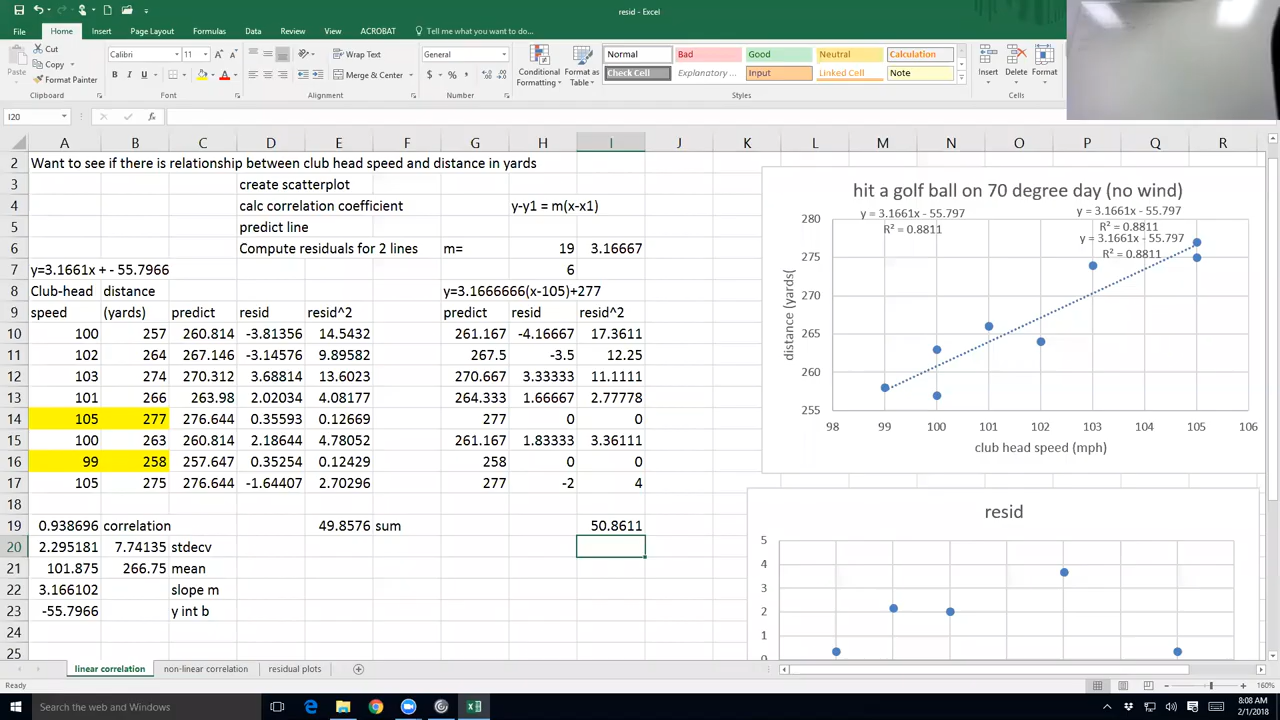 resid - Excel
File Home Insert Page Layout Formulas Data Review View ACROBAT Tell me what you want to do...
Paste
Cut
Copy
Format Painter
Calibri 11
B I U
Wrap Text
Merge & Center
General
$ % ,
Conditional Formatting
Format as Table
Normal Bad Good Neutral Calculation
Check Cell Explanatory ... Input Linked Cell Note
Insert Delete Format
Clipboard Font Alignment Number Styles Cells
I20 fx
A B C D E F G H I J K L M N O P Q R
2 Want to see if there is relationship between club head speed and distance in yards
3 create scatterplot
4 calc correlation coefficient y-y1 = m(x-x1)
5 predict line
6 Compute residuals for 2 lines m= 19 3.16667
7 y=3.1661x + - 55.7966 6
8 Club-head distance y=3.1666666(x-105)+277
9 speed (yards) predict resid resid^2 predict resid resid^2
10 100 257 260.814 -3.81356 14.5432 261.167 -4.16667 17.3611
11 102 264 267.146 -3.14576 9.89582 267.5 -3.5 12.25
12 103 274 270.312 3.68814 13.6023 270.667 3.33333 11.1111
13 101 266 263.98 2.02034 4.08177 264.333 1.66667 2.77778
14 105 277 276.644 0.35593 0.12669 277 0 0
15 100 263 260.814 2.18644 4.78052 261.167 1.83333 3.36111
16 99 258 257.647 0.35254 0.12429 258 0 0
17 105 275 276.644 -1.64407 2.70296 277 -2 4
18
19 0.938696 correlation 49.8576 sum 50.8611
20 2.295181 7.74135 stdecv
21 101.875 266.75 mean
22 3.166102 slope m
23 -55.7966 y int b
24
25
hit a golf ball on 70 degree day (no wind)
y = 3.1661x - 55.797
R² = 0.8811
y = 3.1661x - 55.797
R² = 0.8811
y = 3.1661x - 55.797
R² = 0.8811
280
275
270
265
260
255
distance (yards(
98 99 100 101 102 103 104 105 106
club head speed (mph)
resid
5
4
3
2
1
0
linear correlation non-linear correlation residual plots
Ready 160%
Search the web and Windows
8:08 AM
2/1/2018